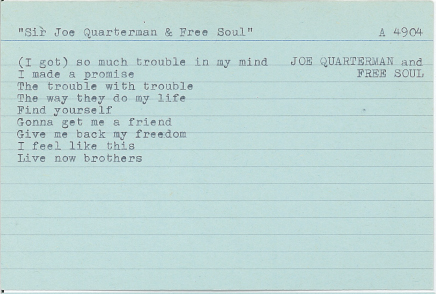 "Sir Joe Quarterman & Free Soul" A 4904
(I got) so much trouble in my mind JOE QUARTERMAN and
I made a promise FREE SOUL
The trouble with trouble
The way they do my life
Find yourself
Gonna get me a friend
Give me back my freedom
I feel like this
Live now brothers